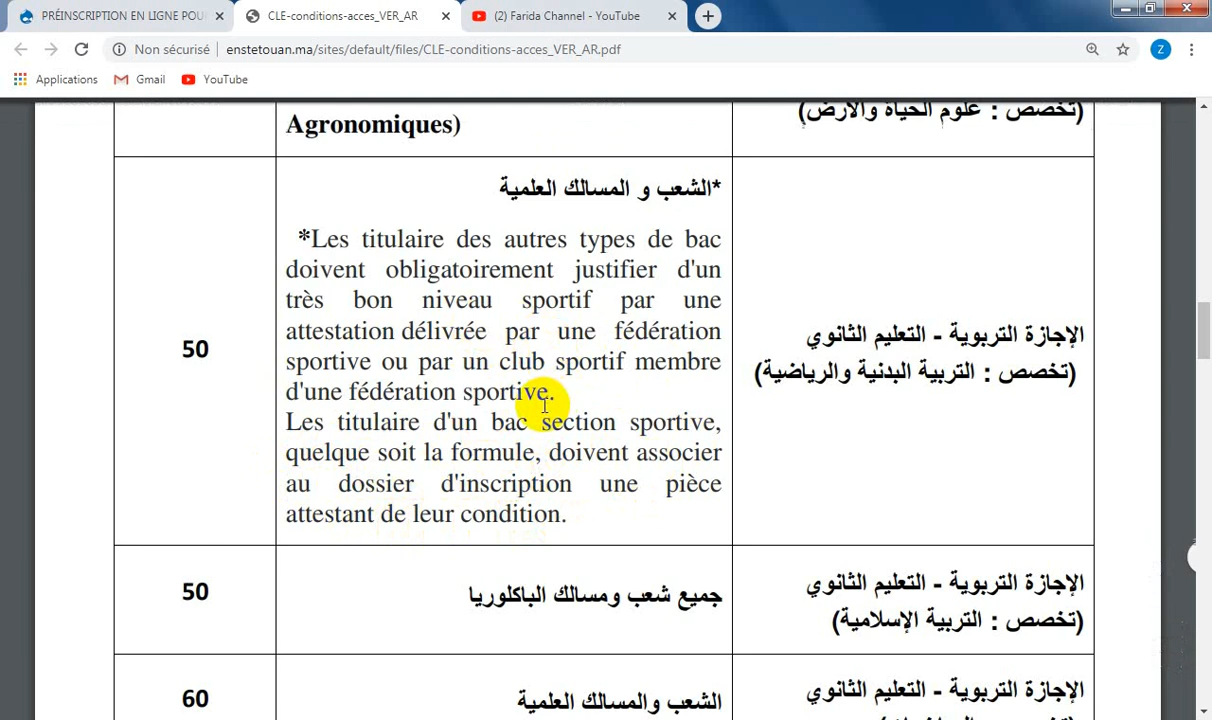 PRÉINSCRIPTION EN LIGNE POU
CLE-conditions-acces_VER_AR
(2) Farida Channel - YouTube
Non sécurisé
enstetouan.ma/sites/default/files/CLE-conditions-acces_VER_AR.pdf
Z
Applications
Gmail
YouTube
(تخصص : علوم الحياة والأرض)
Agronomiques)
*الشعب و المسالك العلمية
*Les titulaire des autres types de bac
doivent obligatoirement justifier d'un
très bon niveau sportif par une
attestation délivrée par une fédération
sportive ou par un club sportif membre
d'une fédération sportive.
Les titulaire d'un bac section sportive,
quelque soit la formule, doivent associer
au dossier d'inscription une pièce
attestant de leur condition.
50
الإجازة التربوية - التعليم الثانوي
(تخصص : التربية البدنية والرياضية)
الإجازة التربوية - التعليم الثانوي
(تخصص : التربية الإسلامية)
جميع شعب ومسالك الباكلوريا
50
الإجازة التربوية - التعليم الثانوي
الشعب والمسالك العلمية
60